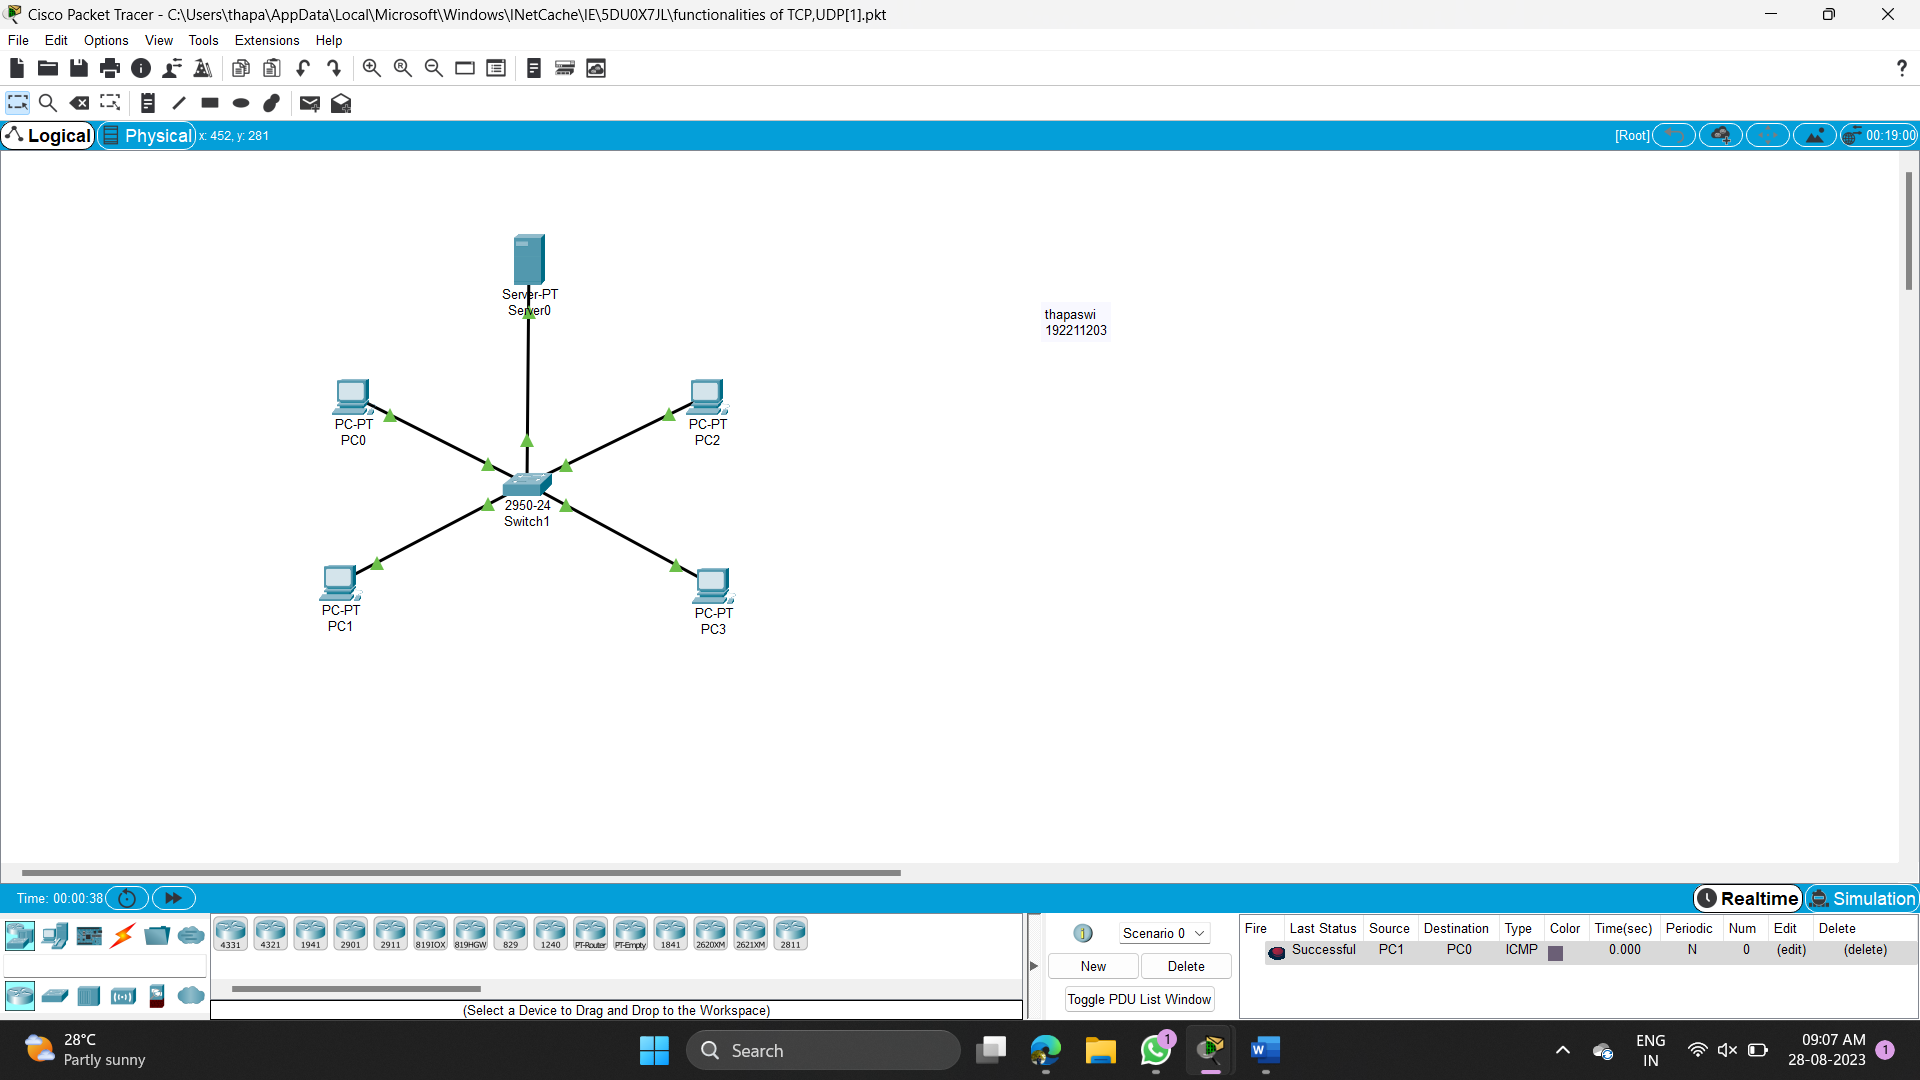 Cisco Packet Tracer - C:\Users\thapa\AppData\Local\Microsoft\Windows\INetCache\IE\5DU0X7JL\functionalities of TCP,UDP[1].pkt
File Edit Options View Tools Extensions Help
?
Logical Physical x: 452, y: 281 [Root] 00:19:00
Server-PT
Server0
thapaswi
192211203
PC-PT
PC0
PC-PT
PC2
2950-24
Switch1
PC-PT
PC1
PC-PT
PC3
Time: 00:00:38 Realtime Simulation
4331 4321 1941 2901 2911 819IOX 819HGW 829 1240 PT-Router PT-Empty 1841 2620XM 2621XM 2811
(Select a Device to Drag and Drop to the Workspace)
Scenario 0
New Delete
Toggle PDU List Window
Fire Last Status Source Destination Type Color Time(sec) Periodic Num Edit Delete
Successful PC1 PC0 ICMP 0.000 N 0 (edit) (delete)
28°C
Partly sunny
Search
1
ENG
IN
09:07 AM
28-08-2023
1